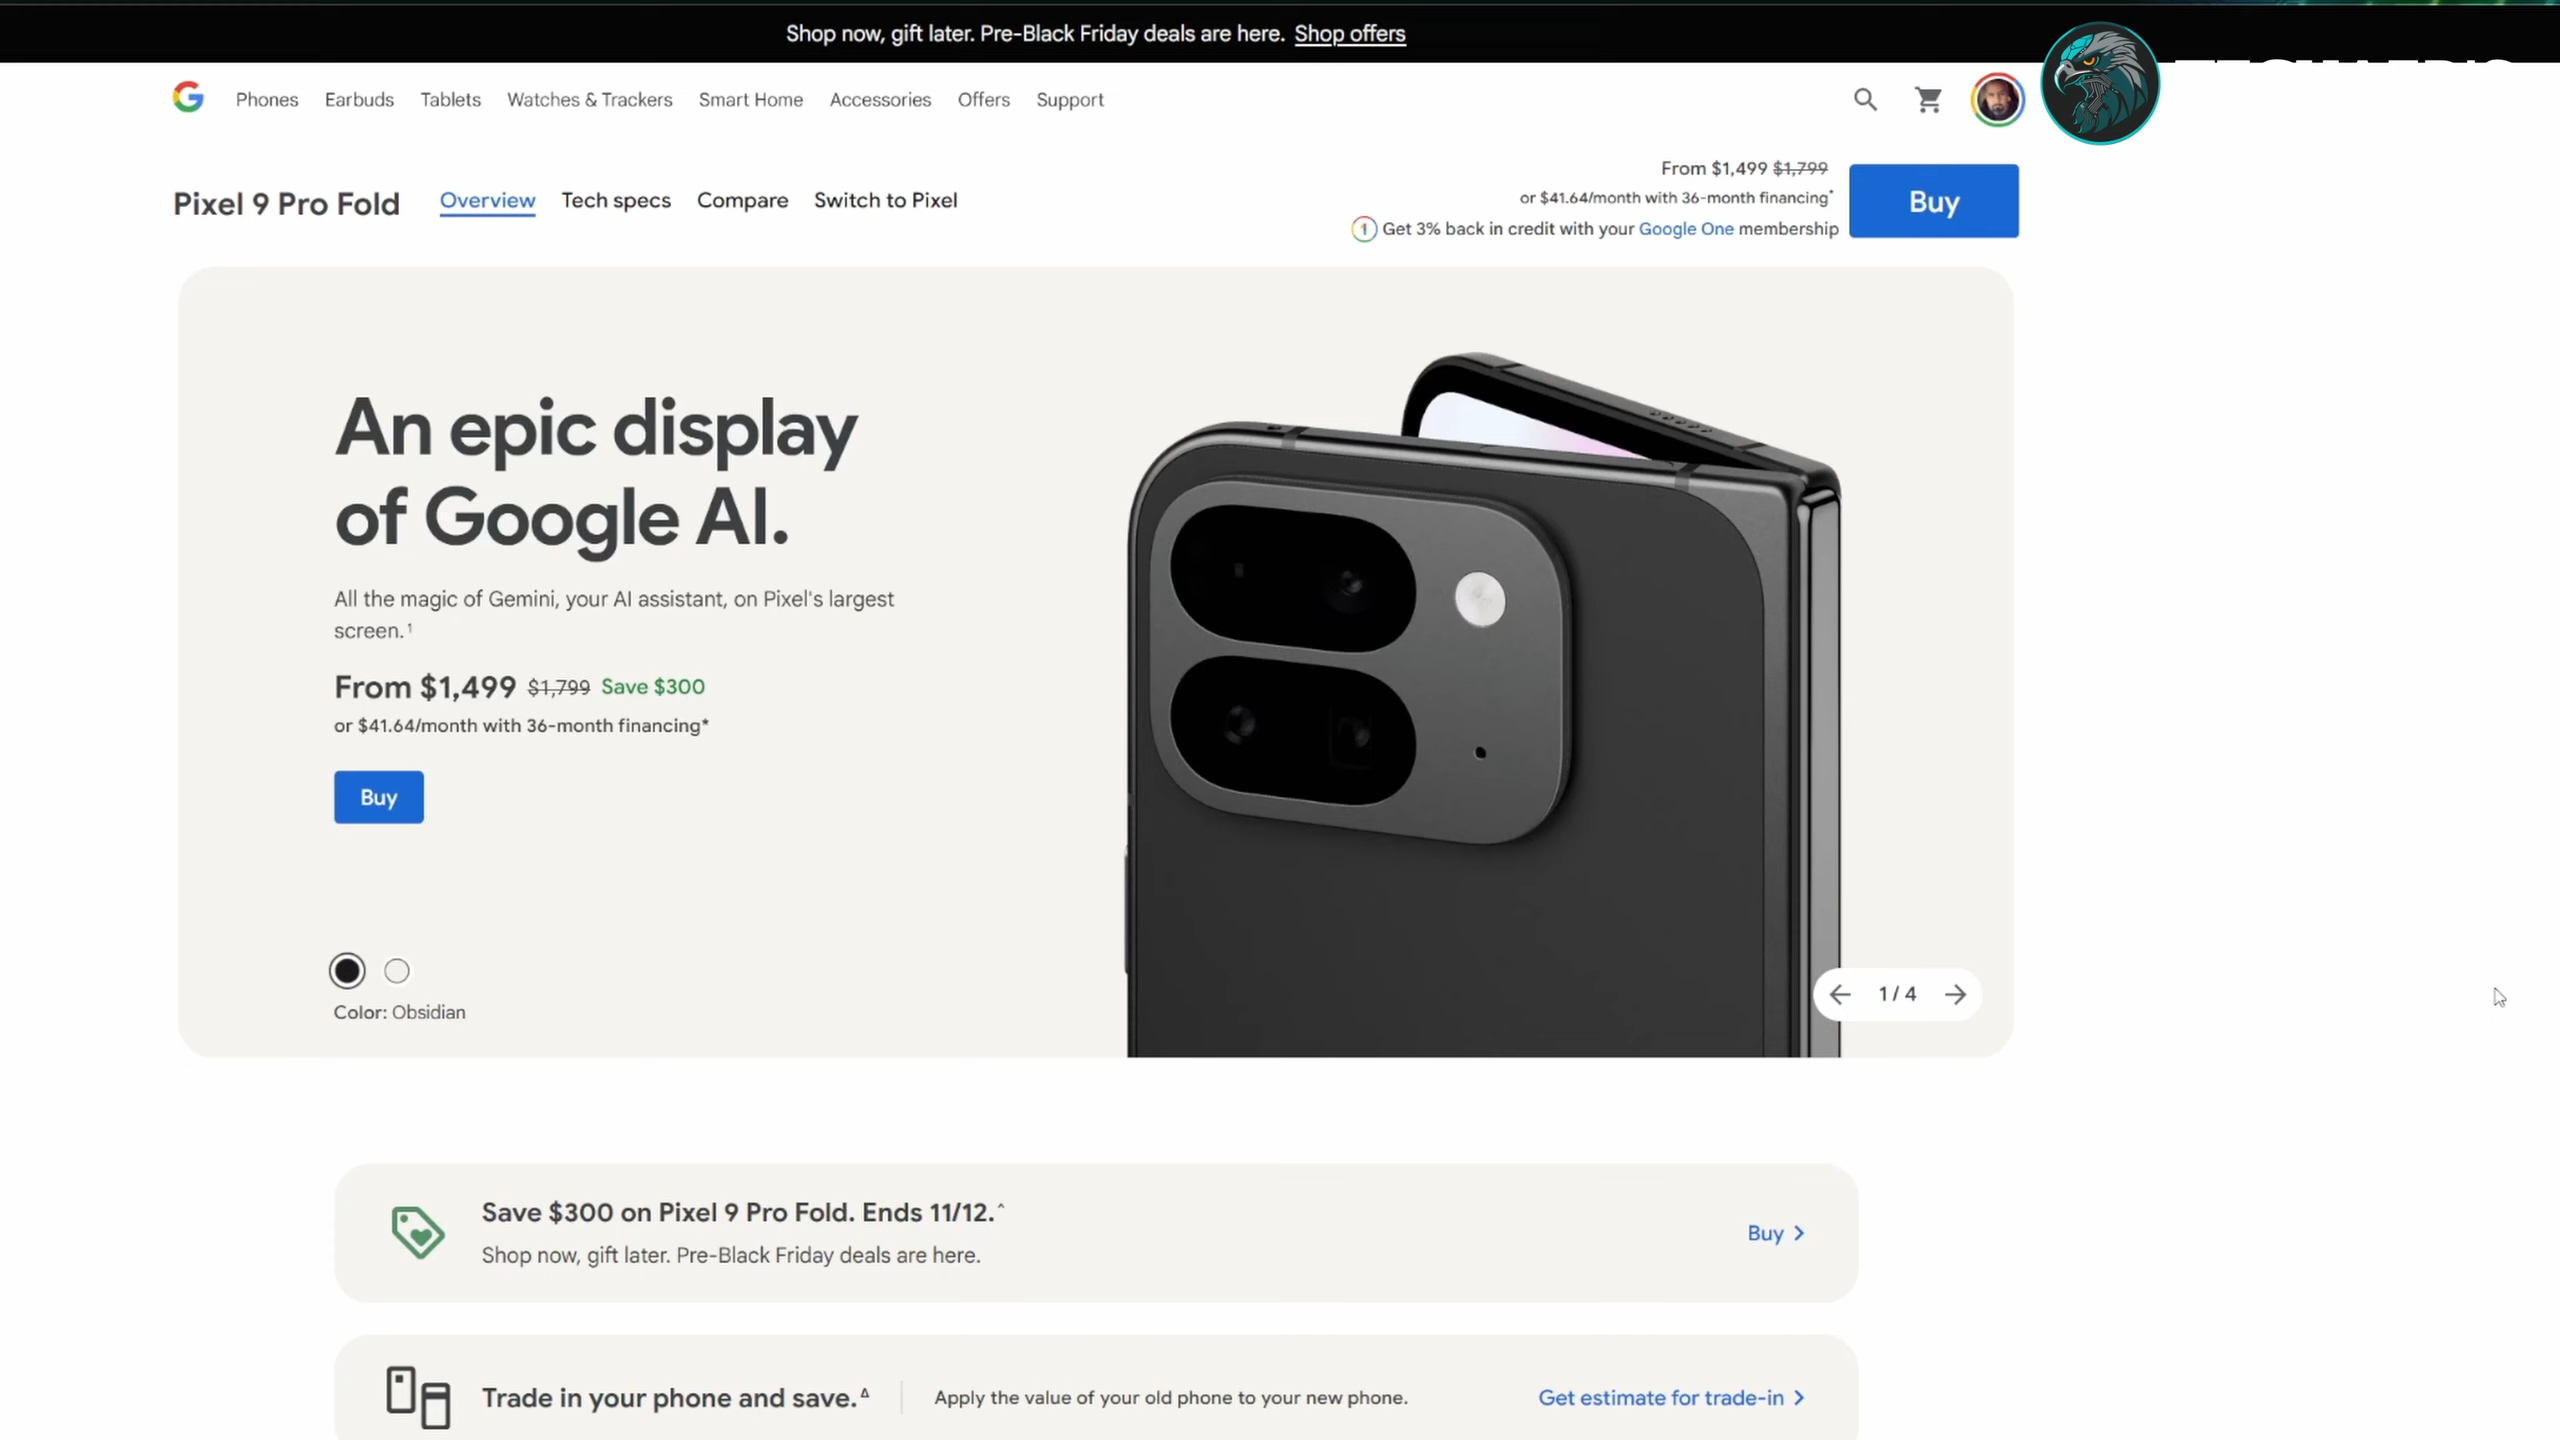 Shop now, gift later. Pre-Black Friday deals are here. Shop offers
Phones Earbuds Tablets Watches & Trackers Smart Home Accessories Offers Support
Pixel 9 Pro Fold Overview Tech specs Compare Switch to Pixel
From $1,499 $1,799
or $41.64/month with 36-month financing*
1 Get 3% back in credit with your Google One membership
Buy
An epic display
of Google AI.
All the magic of Gemini, your AI assistant, on Pixel's largest
screen.¹
From $1,499 $1,799 Save $300
or $41.64/month with 36-month financing*
Buy
Color: Obsidian
1 / 4
Save $300 on Pixel 9 Pro Fold. Ends 11/12.^
Shop now, gift later. Pre-Black Friday deals are here.
Buy
Trade in your phone and save.Δ Apply the value of your old phone to your new phone. Get estimate for trade-in